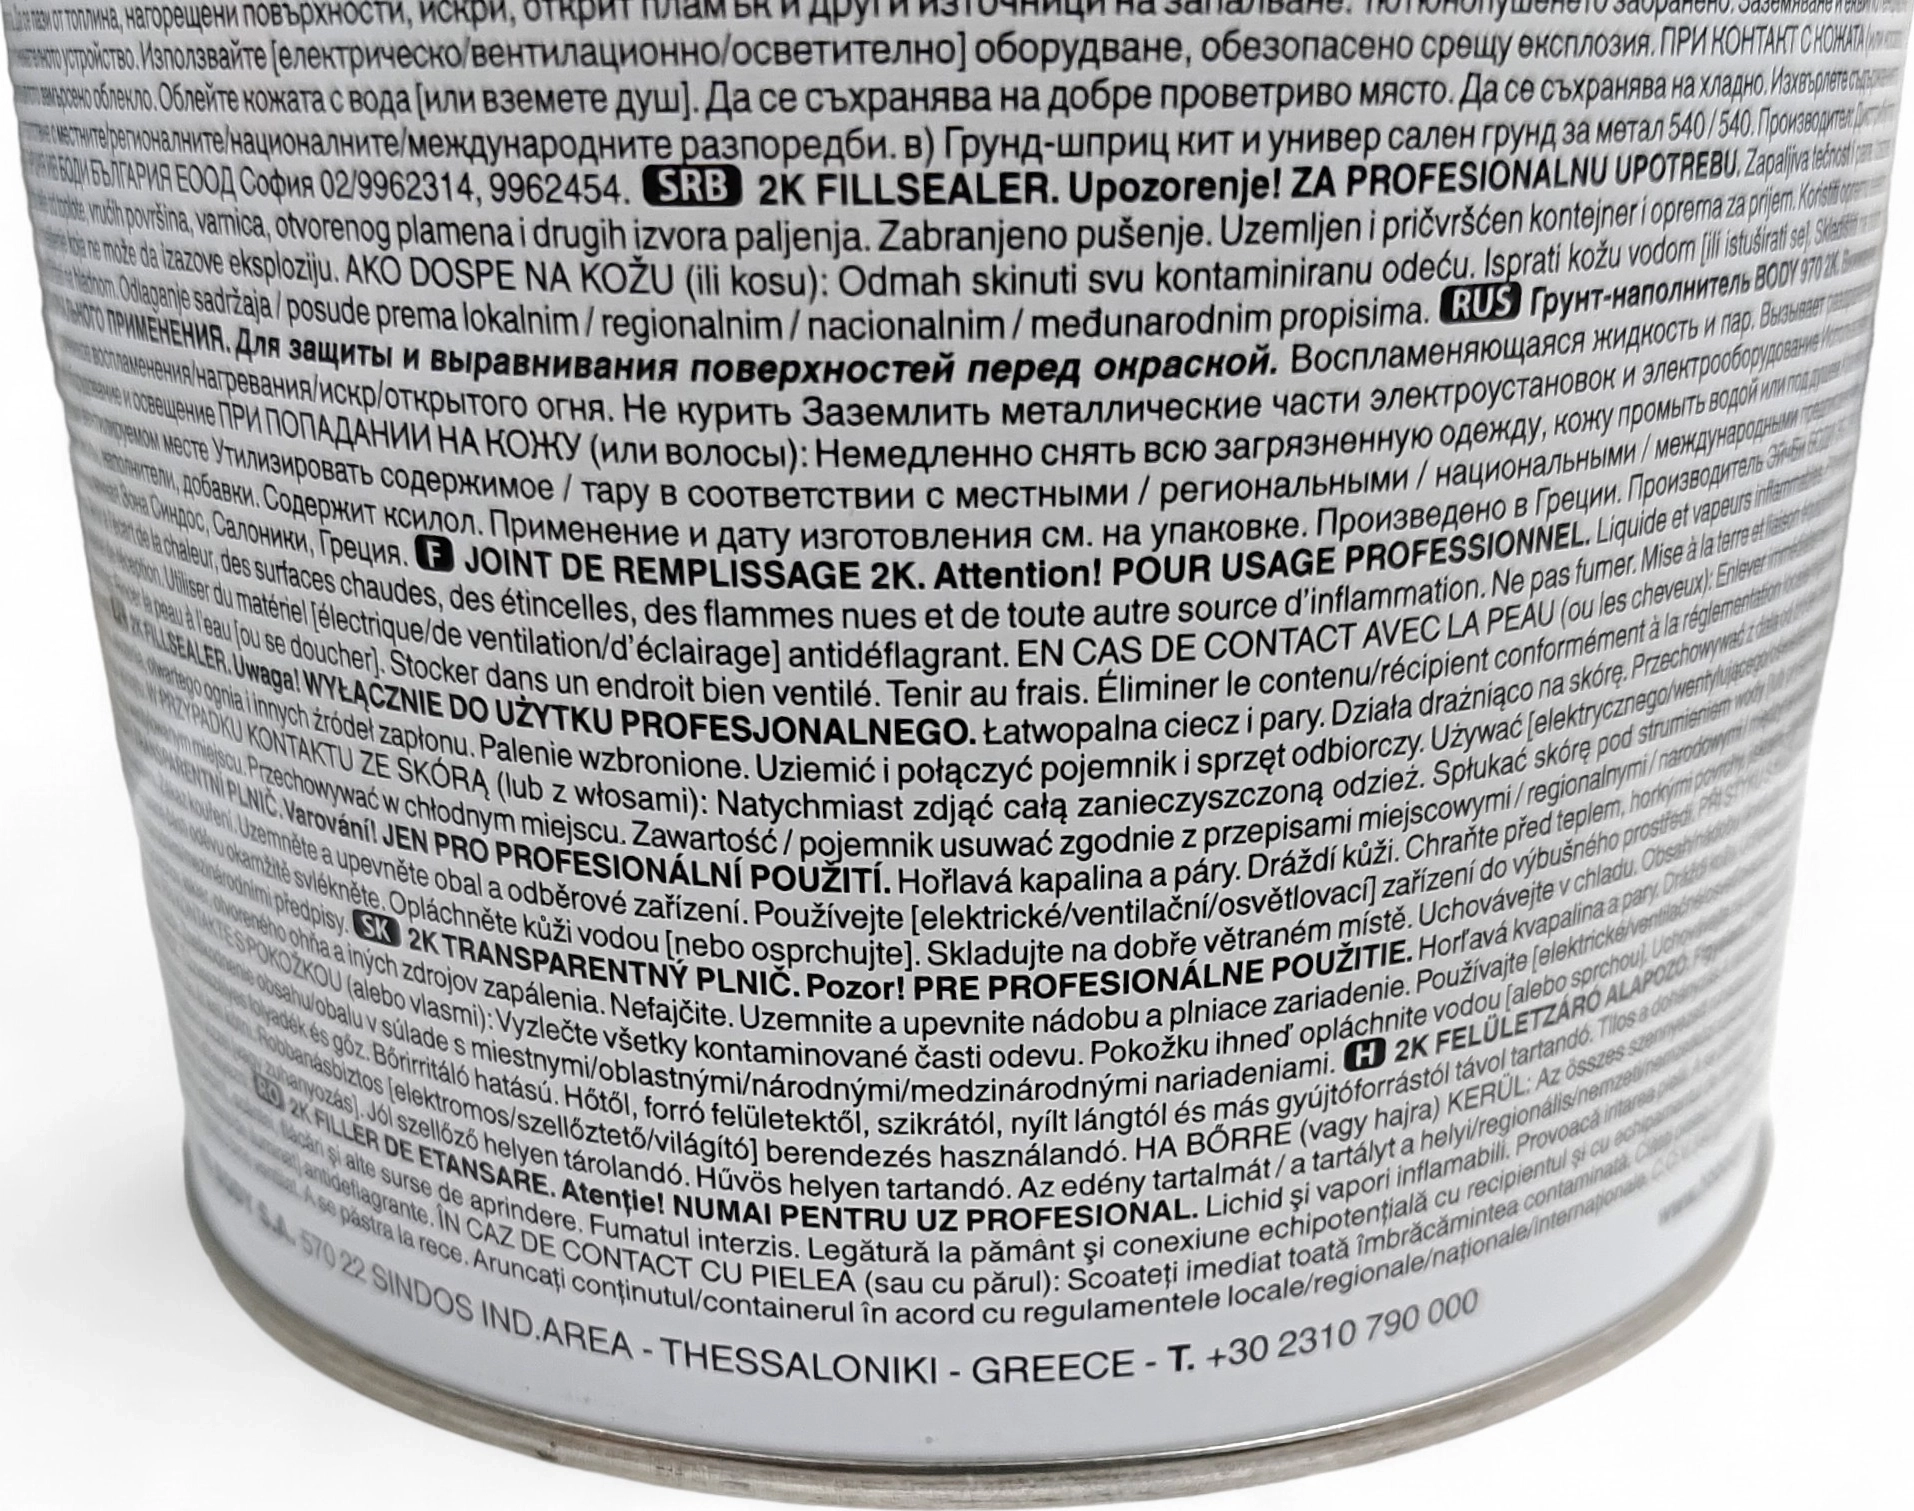 пази от топлина, нагорещени повърхности, искри, открит пламък и други източници на запалване. Тютюнопушенето забранено. Заземяване
устройство. Използвайте [електрическо/вентилационно/осветително] оборудване, обезопасено срещу експлозия. ПРИ КОНТАКТ С КОЖАТА (или
замърсено облекло. Облейте кожата с вода [или вземете душ]. Да се съхранява на добре проветриво място. Да се съхранява на хладно. Изхвърлете
с местните/регионалните/националните/международните разпоредби. в) Грунд-шприц кит и универ сален грунд за метал 540/540. Производител:
БОДИ БЪЛГАРИЯ ЕООД София 02/9962314, 9962454. SRB 2K FILLSEALER. Upozorenje! ZA PROFESIONALNU UPOTREBU. Zapaljiva tečnost i
toplote, vrućih površina, varnica, otvorenog plamena i drugih izvora paljenja. Zabranjeno pušenje. Uzemljen i pričvršćen kontejner i oprema za prijem. Koristiti
koja ne može da izazove eksploziju. AKO DOSPE NA KOŽU (ili kosu): Odmah skinuti svu kontaminiranu odeću. Isprati kožu vodom [ili istuširati se].
hladnom. Odlaganje sadržaja / posude prema lokalnim / regionalnim / nacionalnim / međunarodnim propisima. RUS Грунт-наполнитель BODY 970 2K.
ПРИМЕНЕНИЯ. Для защиты и выравнивания поверхностей перед окраской. Воспламеняющаяся жидкость и пар. Вызывает
воспламенения/нагревания/искр/открытого огня. Не курить Заземлить металлические части электроустановок и электрооборудование
и освещение ПРИ ПОПАДАНИИ НА КОЖУ (или волосы): Немедленно снять всю загрязненную одежду, кожу промыть водой или под душем
месте Утилизировать содержимое / тару в соответствии с местными / региональными / национальными / международными
наполнители, добавки. Содержит ксилол. Применение и дату изготовления см. на упаковке. Произведено в Греции. Производитель
Зона Синдос, Салоники, Греция. F JOINT DE REMPLISSAGE 2K. Attention! POUR USAGE PROFESSIONNEL. Liquide et vapeurs inflammables.
l'écart de la chaleur, des surfaces chaudes, des étincelles, des flammes nues et de toute autre source d'inflammation. Ne pas fumer. Mise à la terre et liaison
réception. Utiliser du matériel [électrique/de ventilation/d'éclairage] antidéflagrant. EN CAS DE CONTACT AVEC LA PEAU (ou les cheveux): Enlever
la peau à l'eau [ou se doucher]. Stocker dans un endroit bien ventilé. Tenir au frais. Éliminer le contenu/récipient conformément à la réglementation
2K FILLSEALER. Uwaga! WYŁĄCZNIE DO UŻYTKU PROFESJONALNEGO. Łatwopalna ciecz i pary. Działa drażniąco na skórę. Przechowywać z dala od
otwartego ognia i innych źródeł zapłonu. Palenie wzbronione. Uziemić i połączyć pojemnik i sprzęt odbiorczy. Używać [elektrycznego/wentylującego/
W PRZYPADKU KONTAKTU ZE SKÓRĄ (lub z włosami): Natychmiast zdjąć całą zanieczyszczoną odzież. Spłukać skórę pod strumieniem wody
miejscu. Przechowywać w chłodnym miejscu. Zawartość / pojemnik usuwać zgodnie z przepisami miejscowymi / regionalnymi / narodowymi /
PLNIČ. Varování! JEN PRO PROFESIONÁLNÍ POUŽITÍ. Hořlavá kapalina a páry. Dráždí kůži. Chraňte před teplem, horkými povrchy,
Zákaz kouření. Uzemněte a upevněte obal a odběrové zařízení. Používejte [elektrické/ventilační/osvětlovací] zařízení do výbušného prostředí. PŘI STYKU
oděvu okamžitě svlékněte. Opláchněte kůži vodou [nebo osprchujte]. Skladujte na dobře větraném místě. Uchovávejte v chladu. Obsah/nádobu
předpisy. SK 2K TRANSPARENTNÝ PLNIČ. Pozor! PRE PROFESIONÁLNE POUŽITIE. Horľavá kvapalina a pary. Dráždi
otvoreného ohňa a iných zdrojov zapálenia. Nefajčite. Uzemnite a upevnite nádobu a plniace zariadenie. Používajte [elektrické/ventilačné/
KONTAKTE S POKOŽKOU (alebo vlasmi): Vyzlečte všetky kontaminované časti odevu. Pokožku ihneď opláchnite vodou [alebo sprchou].
obsahu/obalu v súlade s miestnymi/oblastnými/národnými/medzinárodnými nariadeniami. H 2K FELÜLETZÁRÓ ALAPOZÓ.
folyadék és gőz. Bőrirritáló hatású. Hőtől, forró felületektől, szikrától, nyílt lángtól és más gyújtóforrástól távol tartandó. Tilos a
Robbanásbiztos [elektromos/szellőztető/világító] berendezés használandó. HA BŐRRE (vagy hajra) KERÜL: Az összes
zuhanyozás]. Jól szellőző helyen tárolandó. Hűvös helyen tartandó. Az edény tartalmát / a tartályt a helyi/regionális/nemzeti/
RO 2K FILLER DE ETANSARE. Atenție! NUMAI PENTRU UZ PROFESIONAL. Lichid şi vapori inflamabili. Provoacă iritarea pielii.
flăcări şi alte surse de aprindere. Fumatul interzis. Legătură la pământ şi conexiune echipotențială cu recipientul şi cu
antideflagrante. ÎN CAZ DE CONTACT CU PIELEA (sau cu părul): Scoateți imediat toată îmbrăcămintea contaminată.
A se păstra la rece. Aruncați conținutul/containerul în acord cu regulamentele locale/regionale/naționale/internaționale.
S.A. 570 22 SINDOS IND.AREA - THESSALONIKI - GREECE - T. +30 2310 790 000